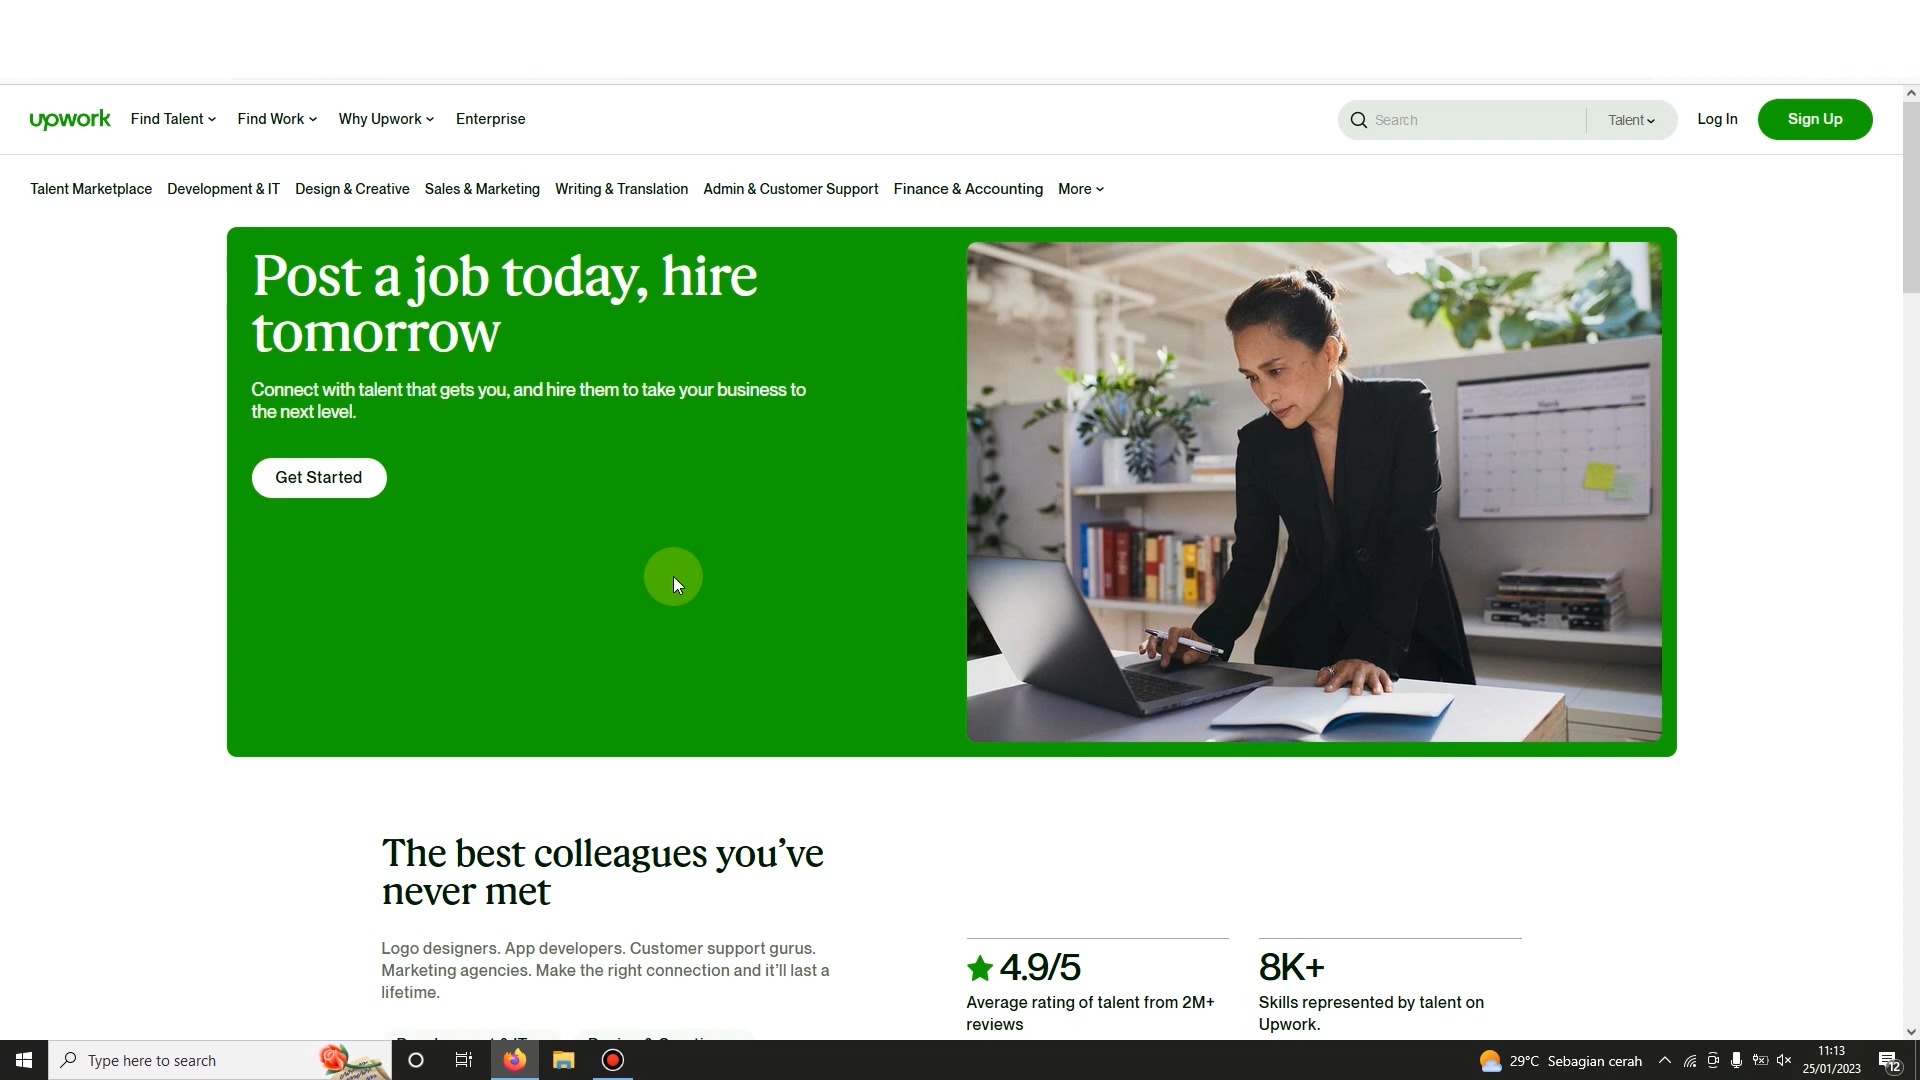 upwork Find Talent Find Work Why Upwork Enterprise Search Talent Log In Sign Up
Talent Marketplace Development & IT Design & Creative Sales & Marketing Writing & Translation Admin & Customer Support Finance & Accounting More
Post a job today, hire
tomorrow
Connect with talent that gets you, and hire them to take your business to
the next level.
Get Started
March
The best colleagues you've
never met
Logo designers. App developers. Customer support gurus.
Marketing agencies. Make the right connection and it'll last a
lifetime.
4.9/5
Average rating of talent from 2M+
reviews
8K+
Skills represented by talent on
Upwork.
Type here to search
29°C Sebagian cerah
11:13
25/01/2023
12